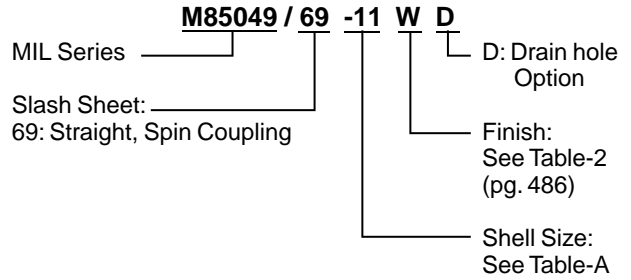 M85049 / 69 -11 W D
MIL Series
D: Drain hole
Option
Slash Sheet:
69: Straight, Spin Coupling
Finish:
See Table-2
(pg. 486)
Shell Size:
See Table-A